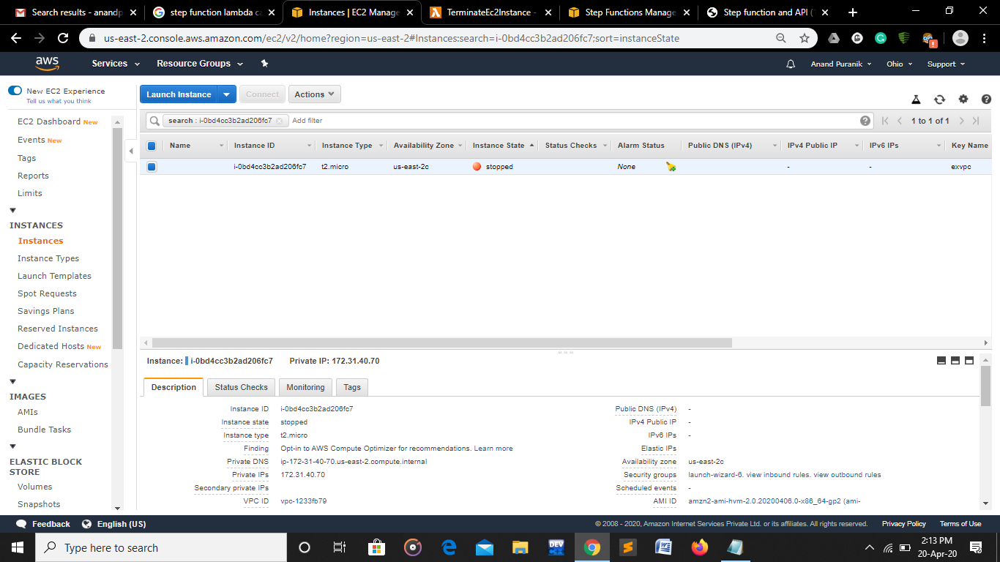 Search results - anandp
step function lambda ca
Instances | EC2 Manage
TerminateEc2Instance -
Step Functions Manage
Step function and API (
us-east-2.console.aws.amazon.com/ec2/v2/home?region=us-east-2#Instances:search=i-0bd4cc3b2ad206fc7;sort=instanceState
aws Services Resource Groups Anand Puranik Ohio Support
New EC2 Experience
Tell us what you think
Launch Instance Connect Actions
search : i-0bd4cc3b2ad206fc7 Add filter 1 to 1 of 1
EC2 Dashboard New
Events New
Tags
Reports
Limits
INSTANCES
Instances
Instance Types
Launch Templates
Spot Requests
Savings Plans
Reserved Instances
Dedicated Hosts New
Capacity Reservations
IMAGES
AMIs
Bundle Tasks
ELASTIC BLOCK
STORE
Volumes
Snapshots
Name Instance ID Instance Type Availability Zone Instance State Status Checks Alarm Status Public DNS (IPv4) IPv4 Public IP IPv6 IPs Key Name
i-0bd4cc3b2ad206fc7 t2.micro us-east-2c stopped None - - exvpc
Instance: i-0bd4cc3b2ad206fc7 Private IP: 172.31.40.70
Description Status Checks Monitoring Tags
Instance ID i-0bd4cc3b2ad206fc7 Public DNS (IPv4) -
Instance state stopped IPv4 Public IP -
Instance type t2.micro IPv6 IPs -
Finding Opt-in to AWS Compute Optimizer for recommendations. Learn more Elastic IPs
Private DNS ip-172-31-40-70.us-east-2.compute.internal Availability zone us-east-2c
Private IPs 172.31.40.70 Security groups launch-wizard-6. view inbound rules. view outbound rules
Secondary private IPs Scheduled events -
VPC ID vpc-1233fb79 AMI ID amzn2-ami-hvm-2.0.20200406.0-x86_64-gp2 (ami-
Feedback English (US) © 2008 - 2020, Amazon Internet Services Private Ltd. or its affiliates. All rights reserved. Privacy Policy Terms of Use
Type here to search
DEV
2:13 PM
20-Apr-20